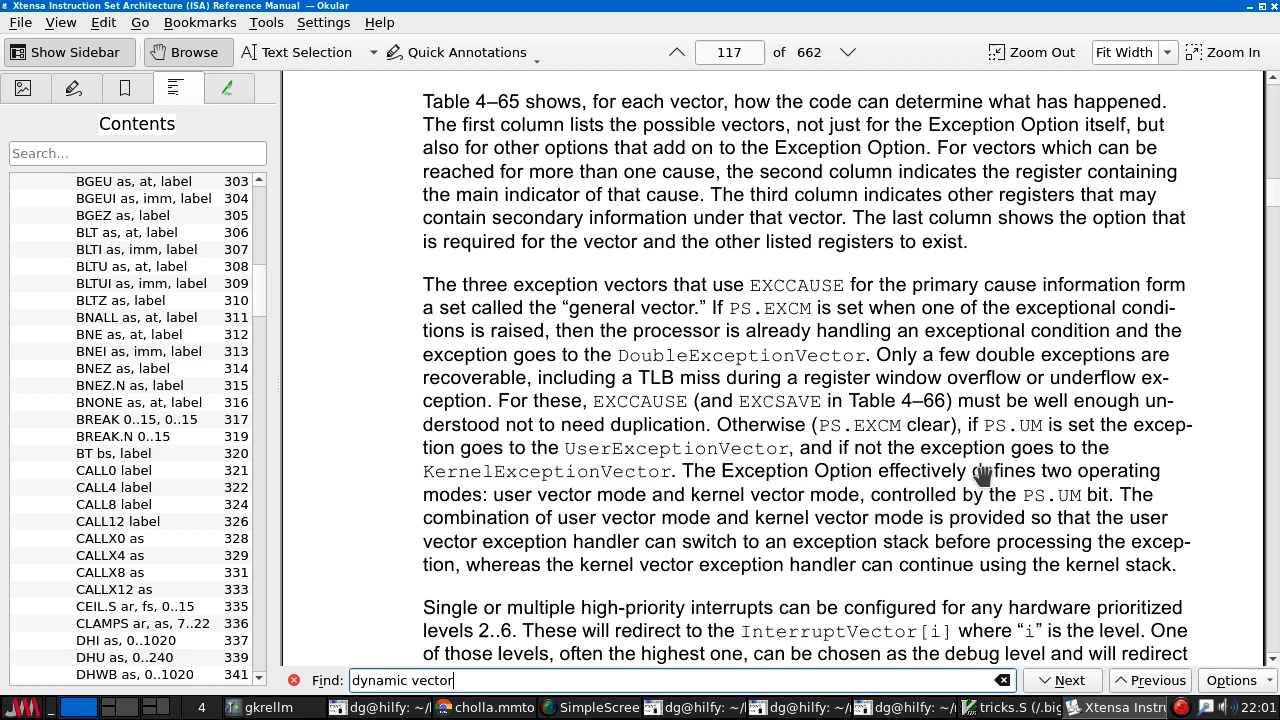 Xtensa Instruction Set Architecture (ISA) Reference Manual — Okular
File View Edit Go Bookmarks Tools Settings Help
Show Sidebar Browse Text Selection Quick Annotations 117 of 662 Zoom Out Fit Width Zoom In
Contents
Search...
BGEU as, at, label 303
BGEUI as, imm, label 304
BGEZ as, label 305
BLT as, at, label 306
BLTI as, imm, label 307
BLTU as, at, label 308
BLTUI as, imm, label 309
BLTZ as, label 310
BNALL as, at, label 311
BNE as, at, label 312
BNEI as, imm, label 313
BNEZ as, label 314
BNEZ.N as, label 315
BNONE as, at, label 316
BREAK 0..15, 0..15 317
BREAK.N 0..15 319
BT bs, label 320
CALL0 label 321
CALL4 label 322
CALL8 label 324
CALL12 label 326
CALLX0 as 328
CALLX4 as 329
CALLX8 as 331
CALLX12 as 333
CEIL.S ar, fs, 0..15 335
CLAMPS ar, as, 7..22 336
DHI as, 0..1020 337
DHU as, 0..240 339
DHWB as, 0..1020 341
Table 4–65 shows, for each vector, how the code can determine what has happened.
The first column lists the possible vectors, not just for the Exception Option itself, but
also for other options that add on to the Exception Option. For vectors which can be
reached for more than one cause, the second column indicates the register containing
the main indicator of that cause. The third column indicates other registers that may
contain secondary information under that vector. The last column shows the option that
is required for the vector and the other listed registers to exist.
The three exception vectors that use EXCCAUSE for the primary cause information form
a set called the “general vector.” If PS.EXCM is set when one of the exceptional condi-
tions is raised, then the processor is already handling an exceptional condition and the
exception goes to the DoubleExceptionVector. Only a few double exceptions are
recoverable, including a TLB miss during a register window overflow or underflow ex-
ception. For these, EXCCAUSE (and EXCSAVE in Table 4–66) must be well enough un-
derstood not to need duplication. Otherwise (PS.EXCM clear), if PS.UM is set the excep-
tion goes to the UserExceptionVector, and if not the exception goes to the
KernelExceptionVector. The Exception Option effectively defines two operating
modes: user vector mode and kernel vector mode, controlled by the PS.UM bit. The
combination of user vector mode and kernel vector mode is provided so that the user
vector exception handler can switch to an exception stack before processing the excep-
tion, whereas the kernel vector exception handler can continue using the kernel stack.
Single or multiple high-priority interrupts can be configured for any hardware prioritized
levels 2..6. These will redirect to the InterruptVector[i] where “i” is the level. One
of those levels, often the highest one, can be chosen as the debug level and will redirect
Find: dynamic vector Next Previous Options
4 gkrellm dg@hilfy: ~/ cholla.mmto SimpleScree dg@hilfy: ~/ dg@hilfy: ~/ dg@hilfy: ~/ tricks.S (/.big Xtensa Instr 22:01